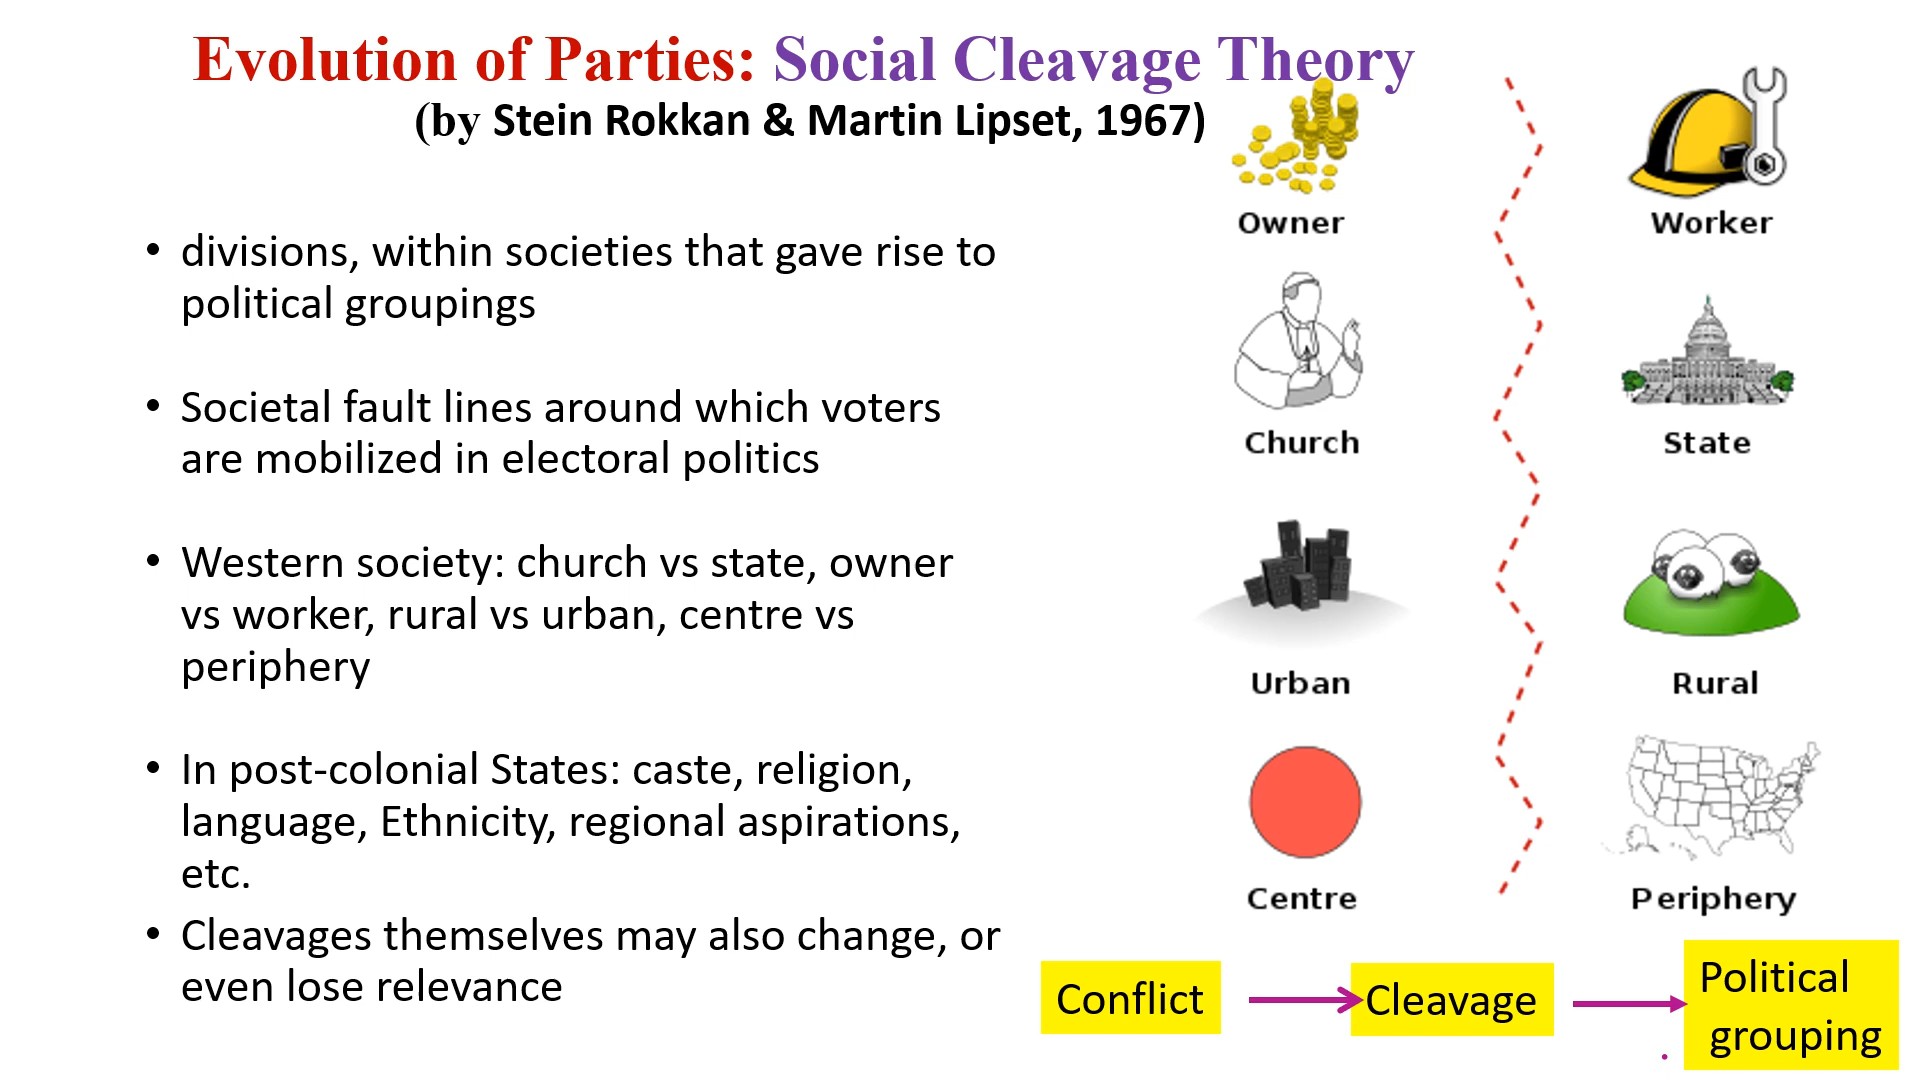 Evolution of Parties: Social Cleavage Theory
(by Stein Rokkan & Martin Lipset, 1967)
• divisions, within societies that gave rise to
political groupings
• Societal fault lines around which voters
are mobilized in electoral politics
• Western society: church vs state, owner
vs worker, rural vs urban, centre vs
periphery
• In post-colonial States: caste, religion,
language, Ethnicity, regional aspirations,
etc.
• Cleavages themselves may also change, or
even lose relevance
Owner
Worker
Church
State
Urban
Rural
Centre
Periphery
Conflict
Cleavage
Political
grouping